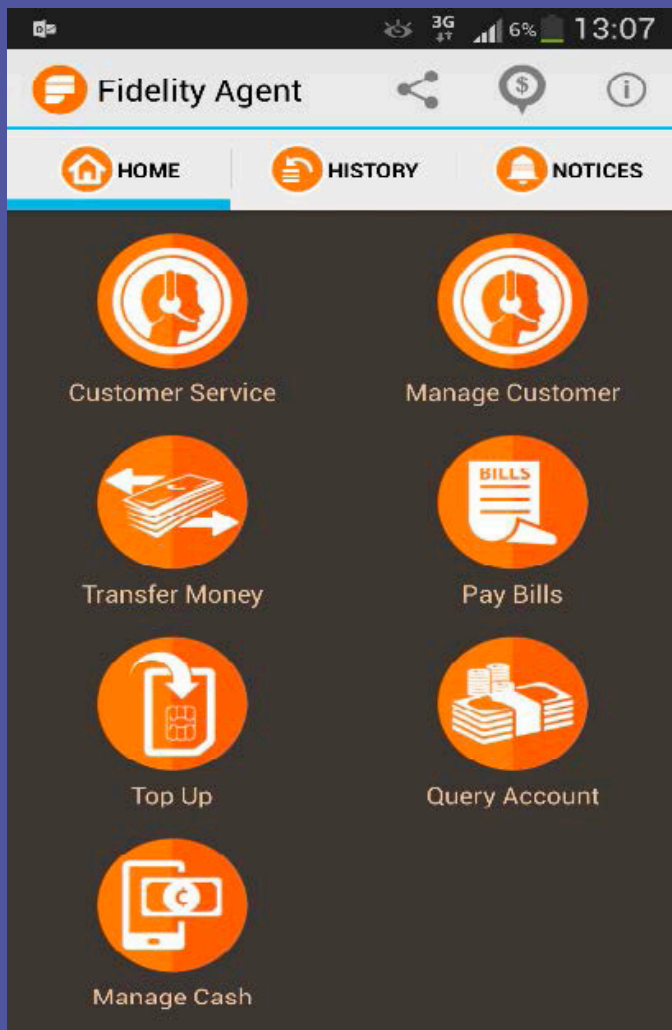 3G 6% 13:07
Fidelity Agent
HOME HISTORY NOTICES
Customer Service Manage Customer
BILLS
Transfer Money Pay Bills
Top Up Query Account
Manage Cash